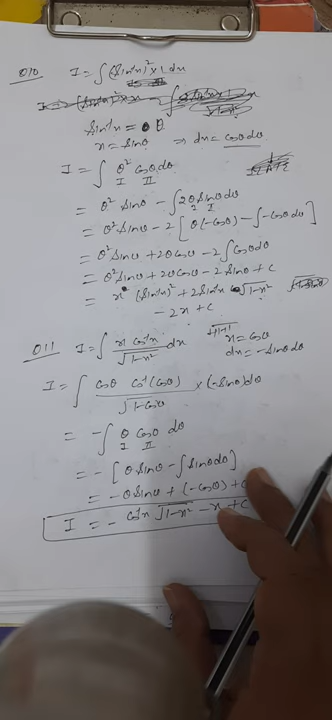 Q10 I = ∫(sin⁻¹x)² × 1 dx
sin⁻¹x = θ
x = sinθ ⇒ dx = cosθ dθ
I = ∫ θ² cosθ dθ
I II
= θ² sinθ - ∫ 2θ sinθ dθ
I II
= θ² sinθ - 2 [θ(-cosθ) - ∫-cosθ dθ]
= θ² sinθ + 2θ cosθ - 2∫cosθ dθ
= θ² sinθ + 2θ cosθ - 2 sinθ + c
= x (sin⁻¹x)² + 2 sin⁻¹x √1-x²
- 2x + c
Q11 I = ∫ x cos⁻¹x / √1-x² dx x = cosθ
dx = -sinθ dθ
I = ∫ cosθ cos⁻¹(cosθ) / √1-cos²θ × (-sinθ) dθ
= - ∫ θ cosθ dθ
I II
= - [θ sinθ - ∫ sinθ dθ]
= -θ sinθ + (-cosθ) + c
I = - cos⁻¹x √1-x² - x + c